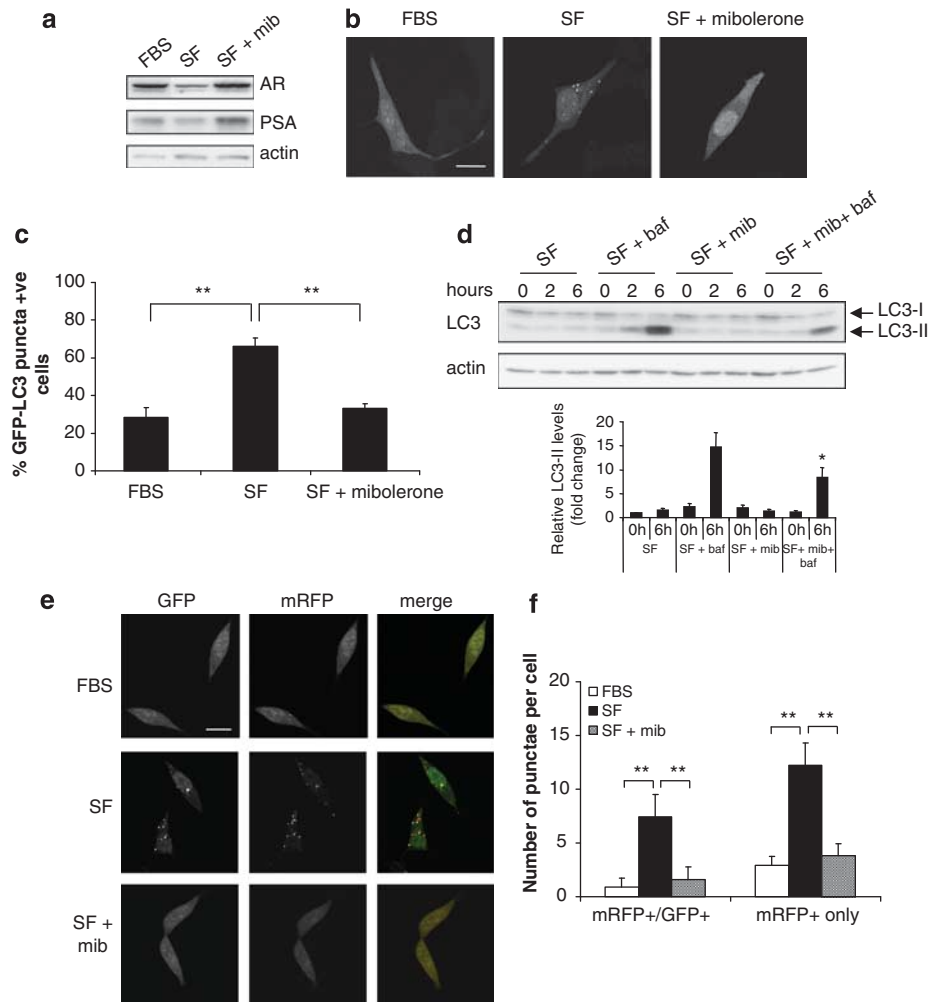 a
FBS
SF
SF + mib
AR
PSA
actin
b
FBS
SF
SF + mibolerone
c
% GFP-LC3 puncta +ve
cells
100
80
60
40
20
0
**
**
FBS
SF
SF + mibolerone
d
SF
SF + baf
SF + mib
SF + mib+ baf
hours
0 2 6 0 2 6 0 2 6 0 2 6
LC3
LC3-I
LC3-II
actin
Relative LC3-II levels
(fold change)
20
15
10
5
0
*
0h 6h 0h 6h 0h 6h 0h 6h
SF
SF + baf
SF + mib
SF+ mib+
baf
e
GFP
mRFP
merge
FBS
SF
SF +
mib
f
Number of punctae per cell
20
15
10
5
0
FBS
SF
SF + mib
**
**
**
**
mRFP+/GFP+
mRFP+ only